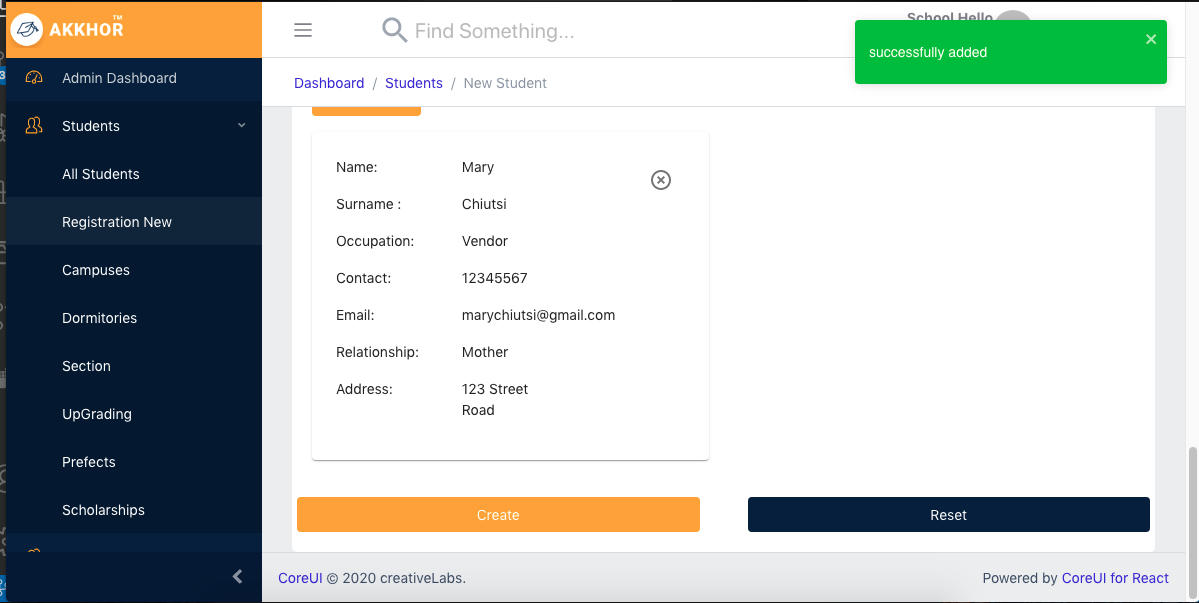 AKKHOR™
Find Something...
School Hello
successfully added
Dashboard / Students / New Student
Admin Dashboard
Students
All Students
Registration New
Campuses
Dormitories
Section
UpGrading
Prefects
Scholarships
Name: Mary
Surname : Chiutsi
Occupation: Vendor
Contact: 12345567
Email: marychiutsi@gmail.com
Relationship: Mother
Address: 123 Street
Road
Create
Reset
CoreUI © 2020 creativeLabs.
Powered by CoreUI for React